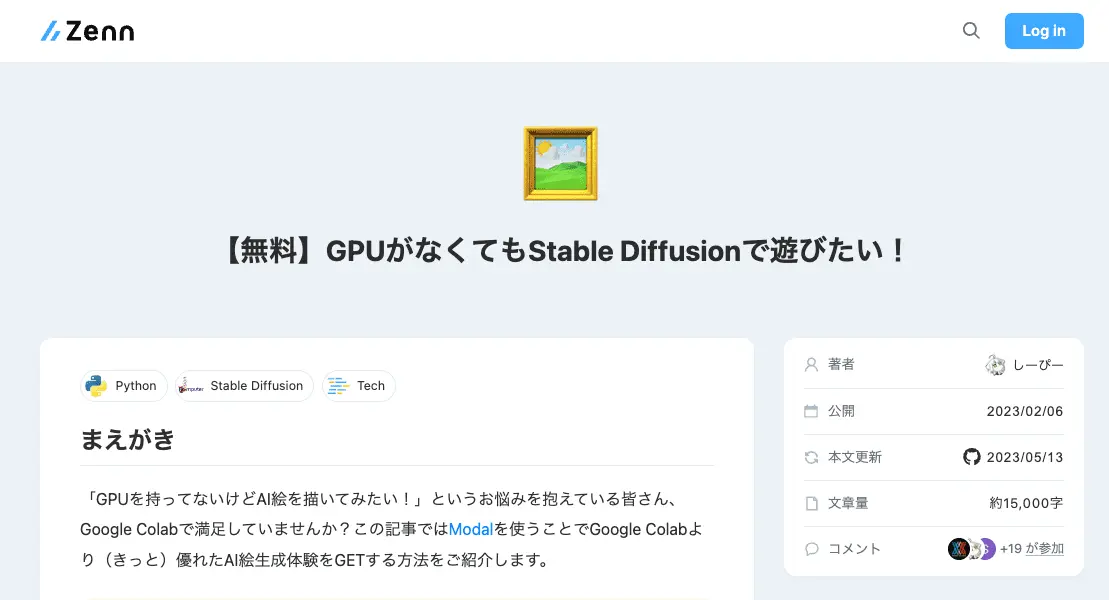 Zenn
Log in
【無料】GPUがなくてもStable Diffusionで遊びたい！
Python
Stable Diffusion
Tech
まえがき
「GPUを持ってないけどAI絵を描いてみたい！」というお悩みを抱えている皆さん、
Google Colabで満足していませんか？この記事ではModalを使うことでGoogle Colabよ
り（きっと）優れたAI絵生成体験をGETする方法をご紹介します。
著者
しーぴー
公開
2023/02/06
本文更新
2023/05/13
文章量
約15,000字
コメント
+19 が参加